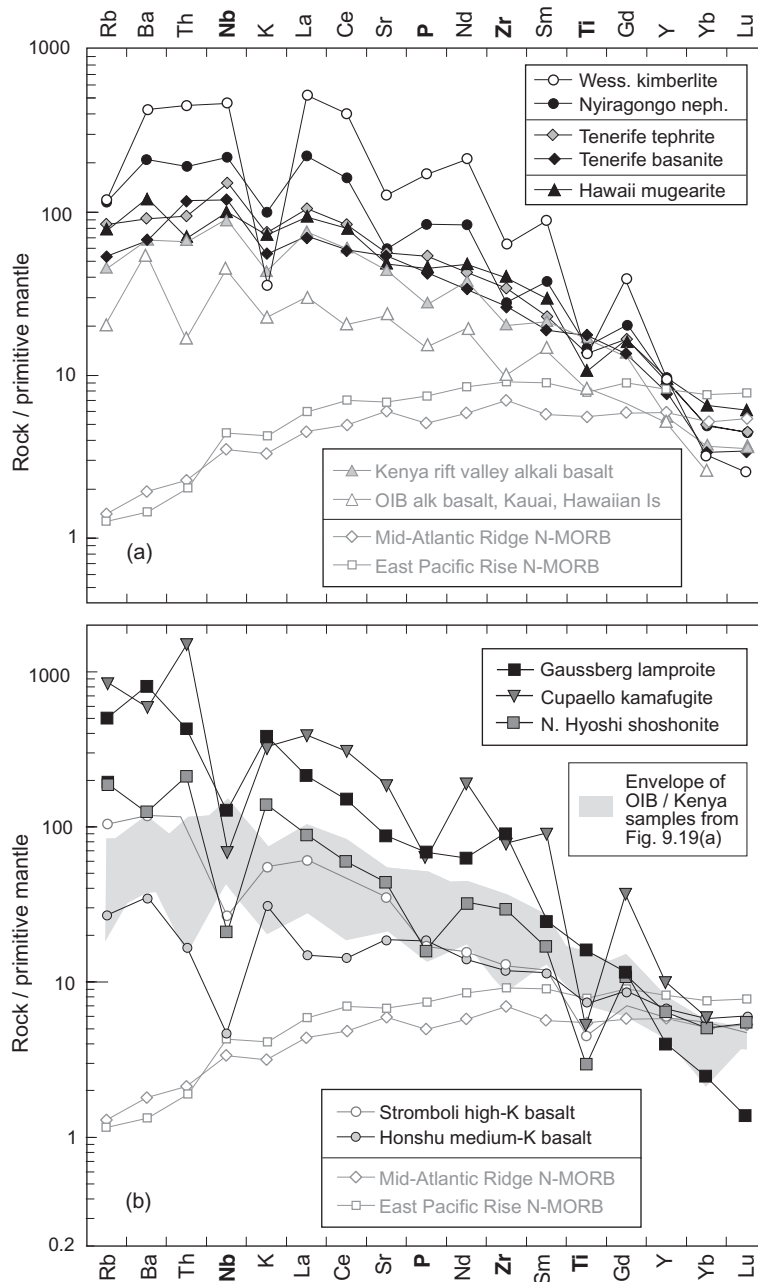 Rb Ba Th Nb K La Ce Sr P Nd Zr Sm Ti Gd Y Yb Lu
1000
100
10
1
Rock / primitive mantle
Wess. kimberlite
Nyiragongo neph.
Tenerife tephrite
Tenerife basanite
Hawaii mugearite
Kenya rift valley alkali basalt
OIB alk basalt, Kauai, Hawaiian Is
Mid-Atlantic Ridge N-MORB
East Pacific Rise N-MORB
(a)
1000
100
10
1
0.2
Rock / primitive mantle
Gaussberg lamproite
Cupaello kamafugite
N. Hyoshi shoshonite
Envelope of
OIB / Kenya
samples from
Fig. 9.19(a)
Stromboli high-K basalt
Honshu medium-K basalt
Mid-Atlantic Ridge N-MORB
East Pacific Rise N-MORB
(b)
Rb Ba Th Nb K La Ce Sr P Nd Zr Sm Ti Gd Y Yb Lu